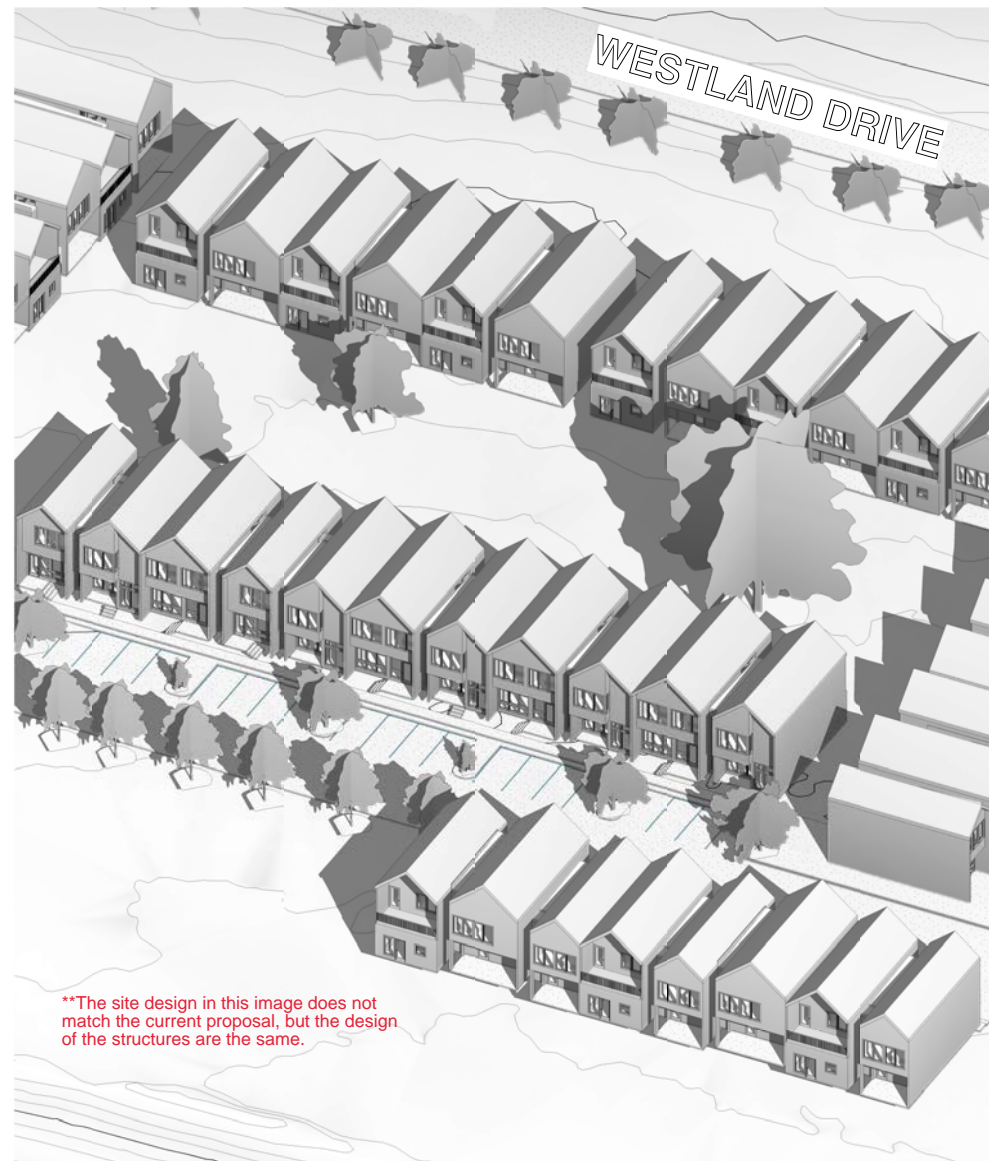 WESTLAND DRIVE
**The site design in this image does not
match the current proposal, but the design
of the structures are the same.